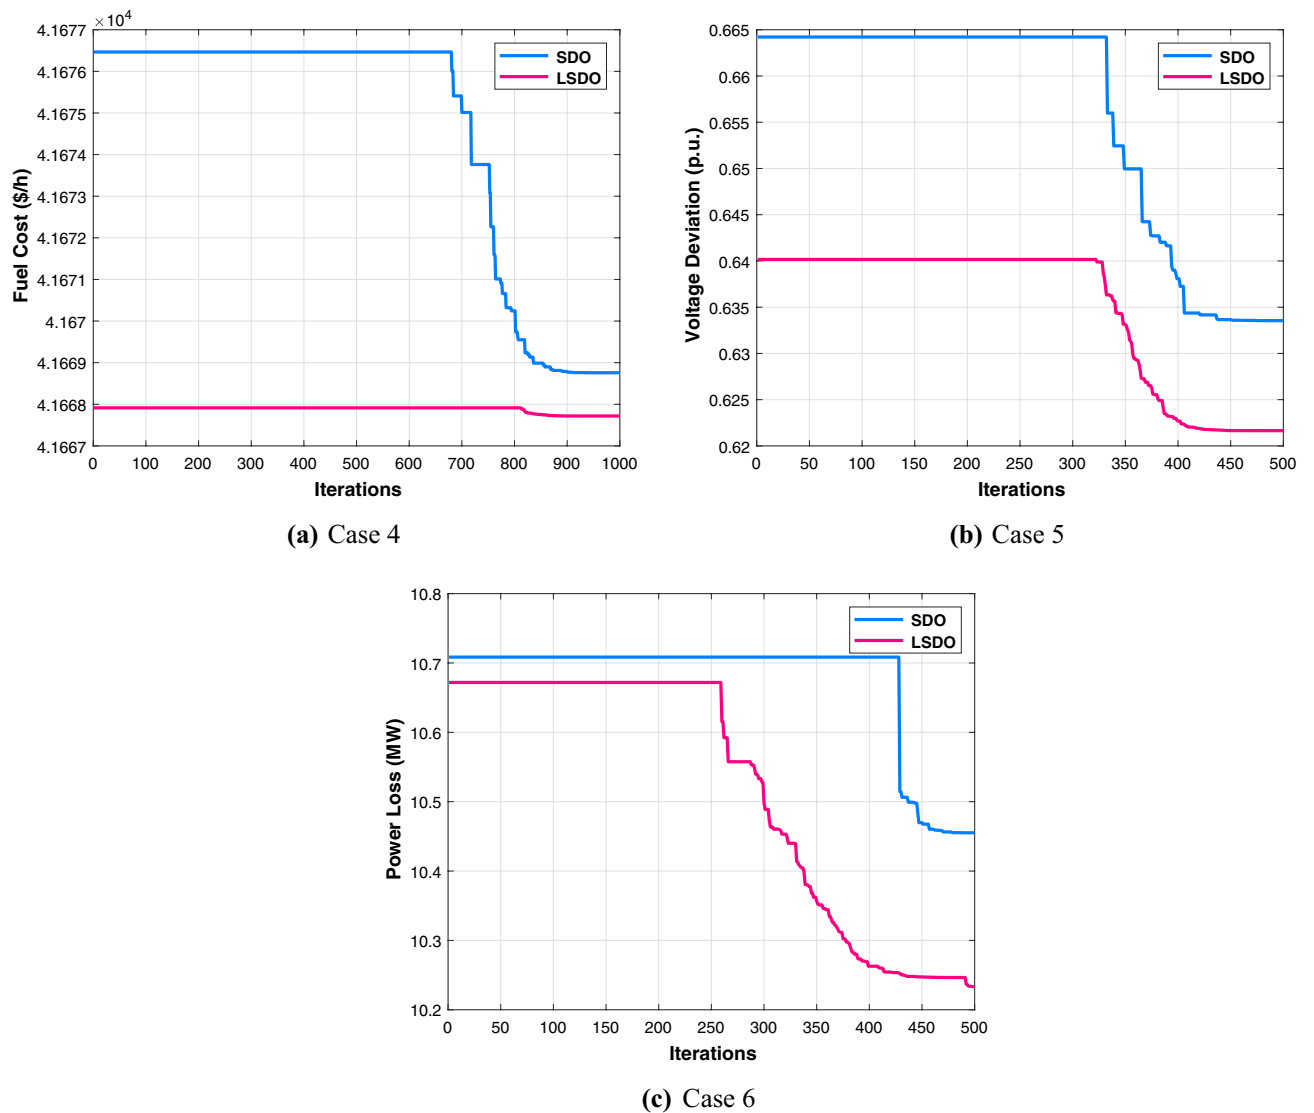 ×10⁴
4.1677
4.1676
4.1675
4.1674
4.1673
4.1672
4.1671
4.167
4.1669
4.1668
4.1667
Fuel Cost ($/h)
SDO
LSDO
0 100 200 300 400 500 600 700 800 900 1000
Iterations
(a) Case 4
0.665
0.66
0.655
0.65
0.645
0.64
0.635
0.63
0.625
0.62
Voltage Deviation (p.u.)
SDO
LSDO
0 50 100 150 200 250 300 350 400 450 500
Iterations
(b) Case 5
10.8
10.7
10.6
10.5
10.4
10.3
10.2
Power Loss (MW)
SDO
LSDO
0 50 100 150 200 250 300 350 400 450 500
Iterations
(c) Case 6